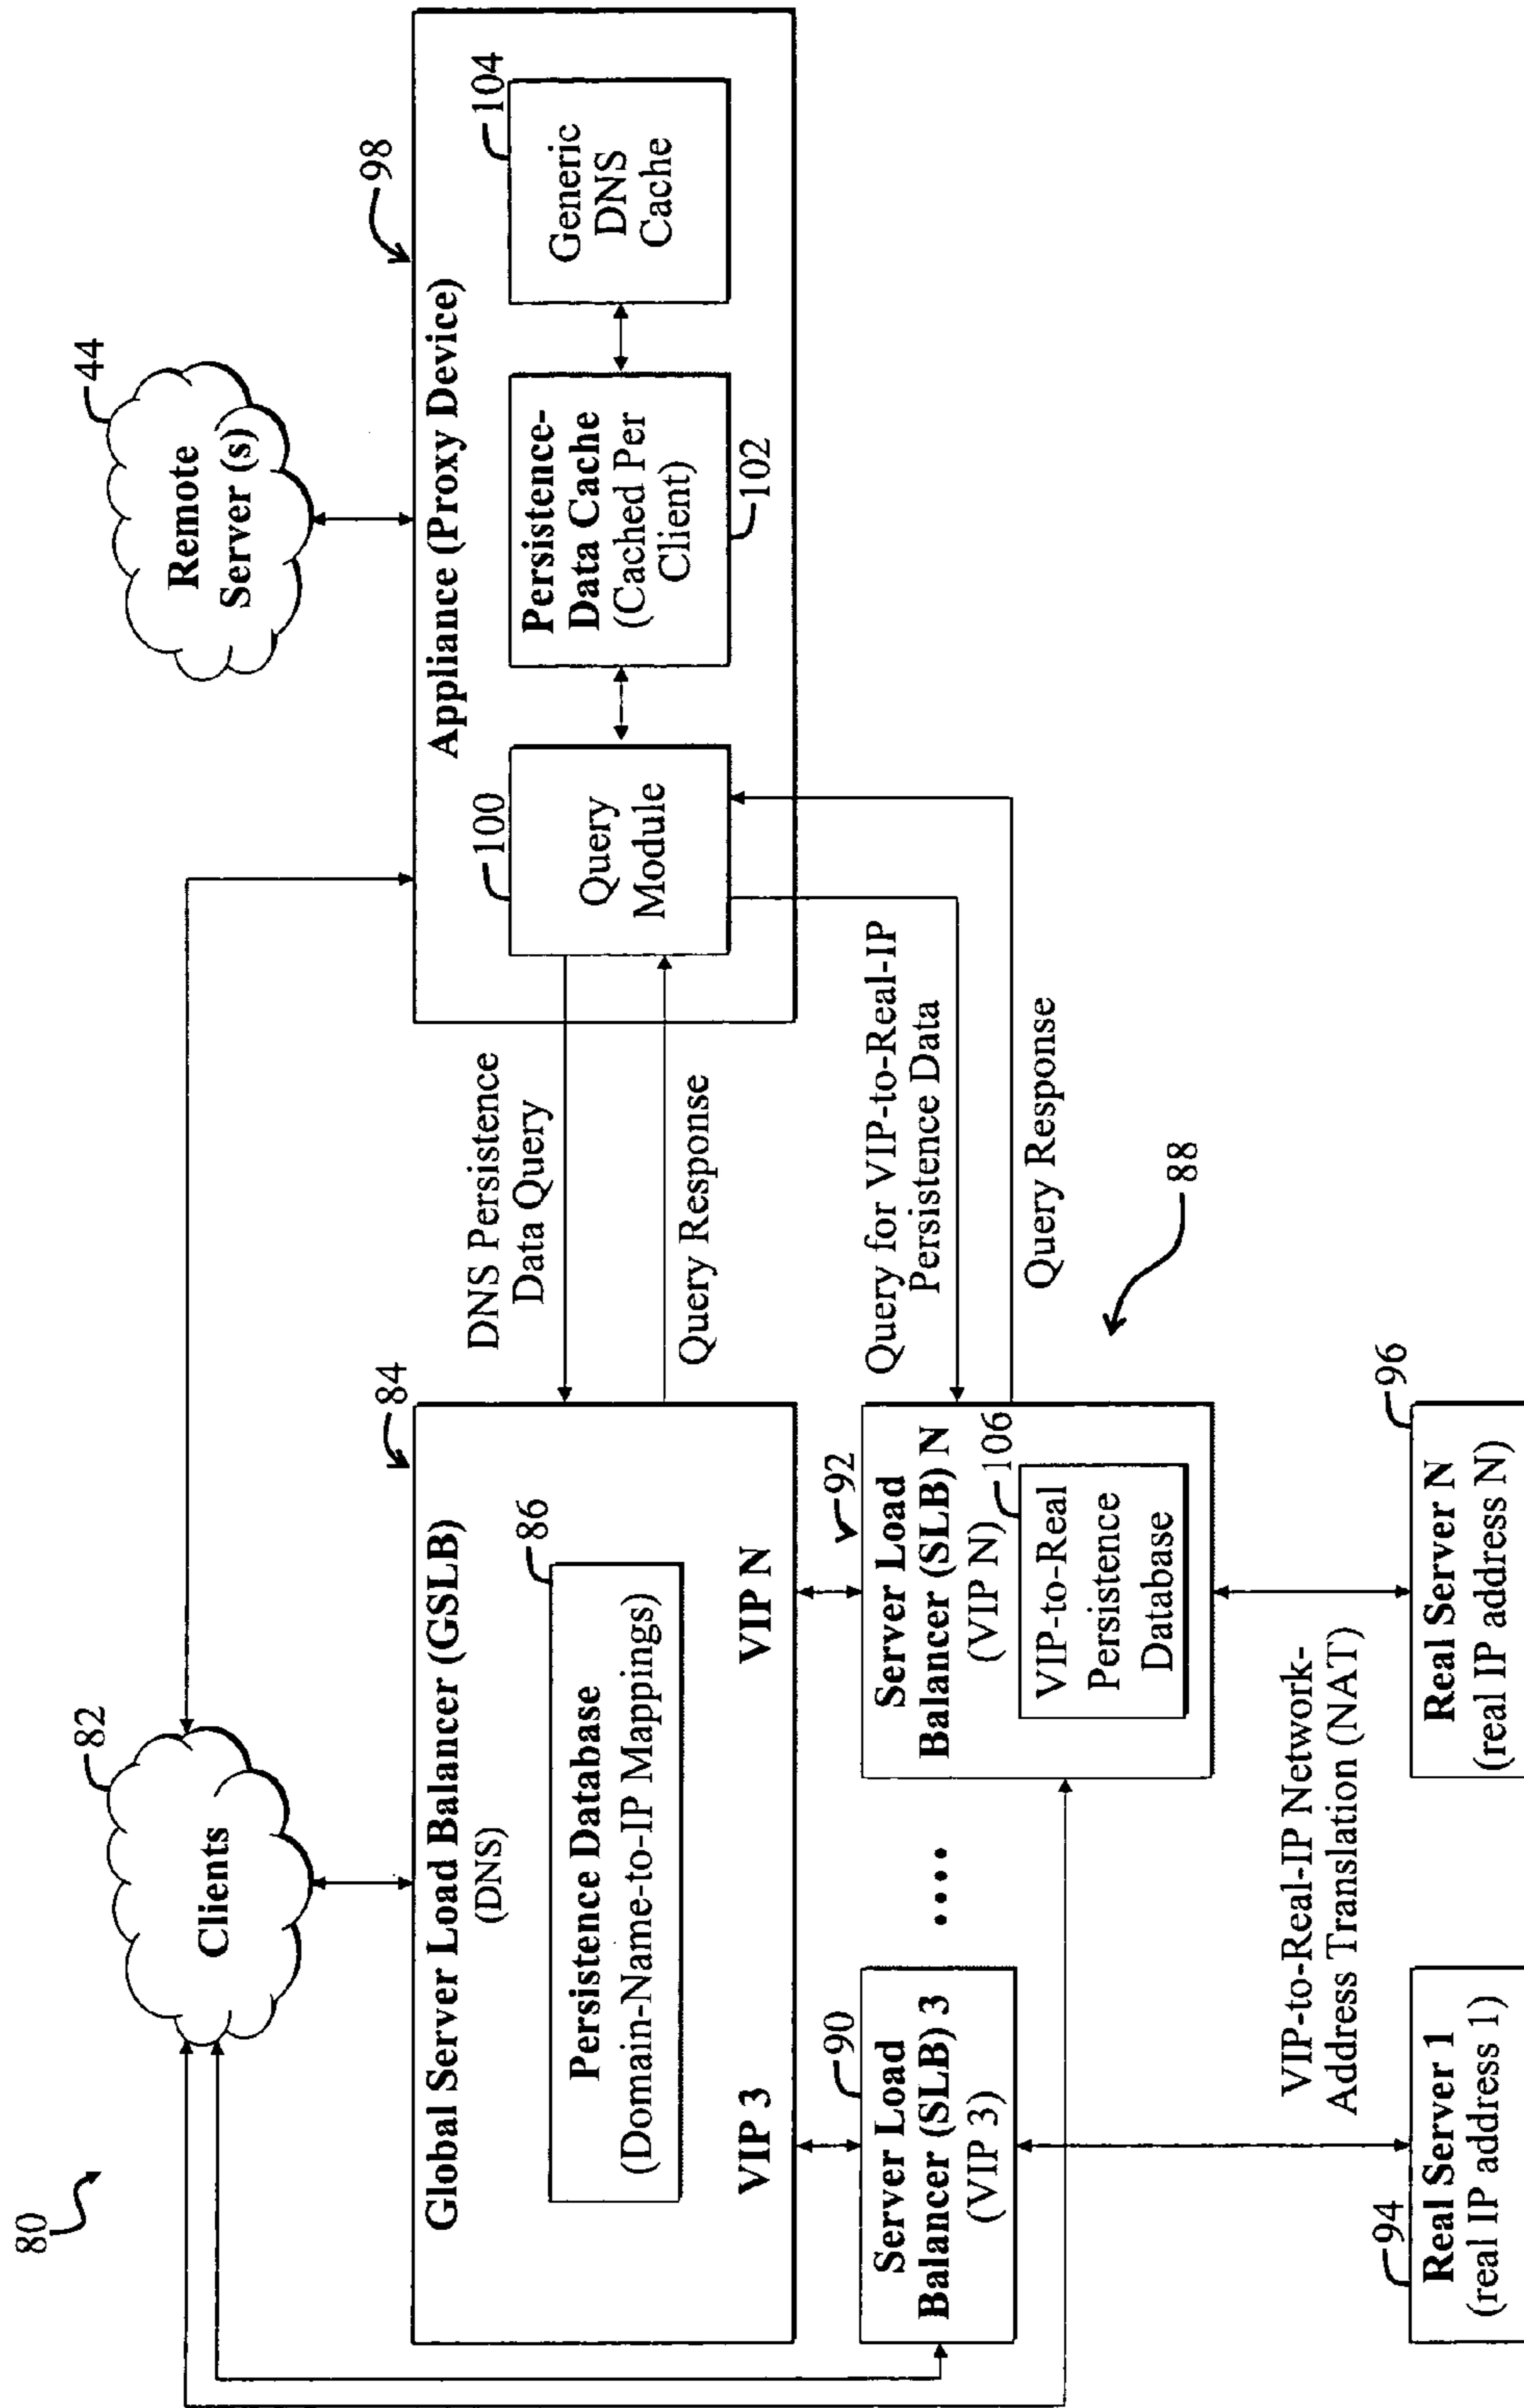 80
82
Clients
44
Remote
Server (s)
84
Global Server Load Balancer (GSLB)
(DNS)
86
Persistence Database
(Domain-Name-to-IP Mappings)
VIP 3
VIP N
DNS Persistence
Data Query
Query Response
98
Appliance (Proxy Device)
100
Query
Module
Persistence-
Data Cache
(Cached Per
Client)
102
104
Generic
DNS
Cache
90
Server Load
Balancer (SLB) 3
(VIP 3)
....
92
Server Load
Balancer (SLB) N
(VIP N)
106
VIP-to-Real
Persistence
Database
Query for VIP-to-Real-IP
Persistence Data
Query Response
88
VIP-to-Real-IP Network-
Address Translation (NAT)
94
Real Server 1
(real IP address 1)
96
Real Server N
(real IP address N)